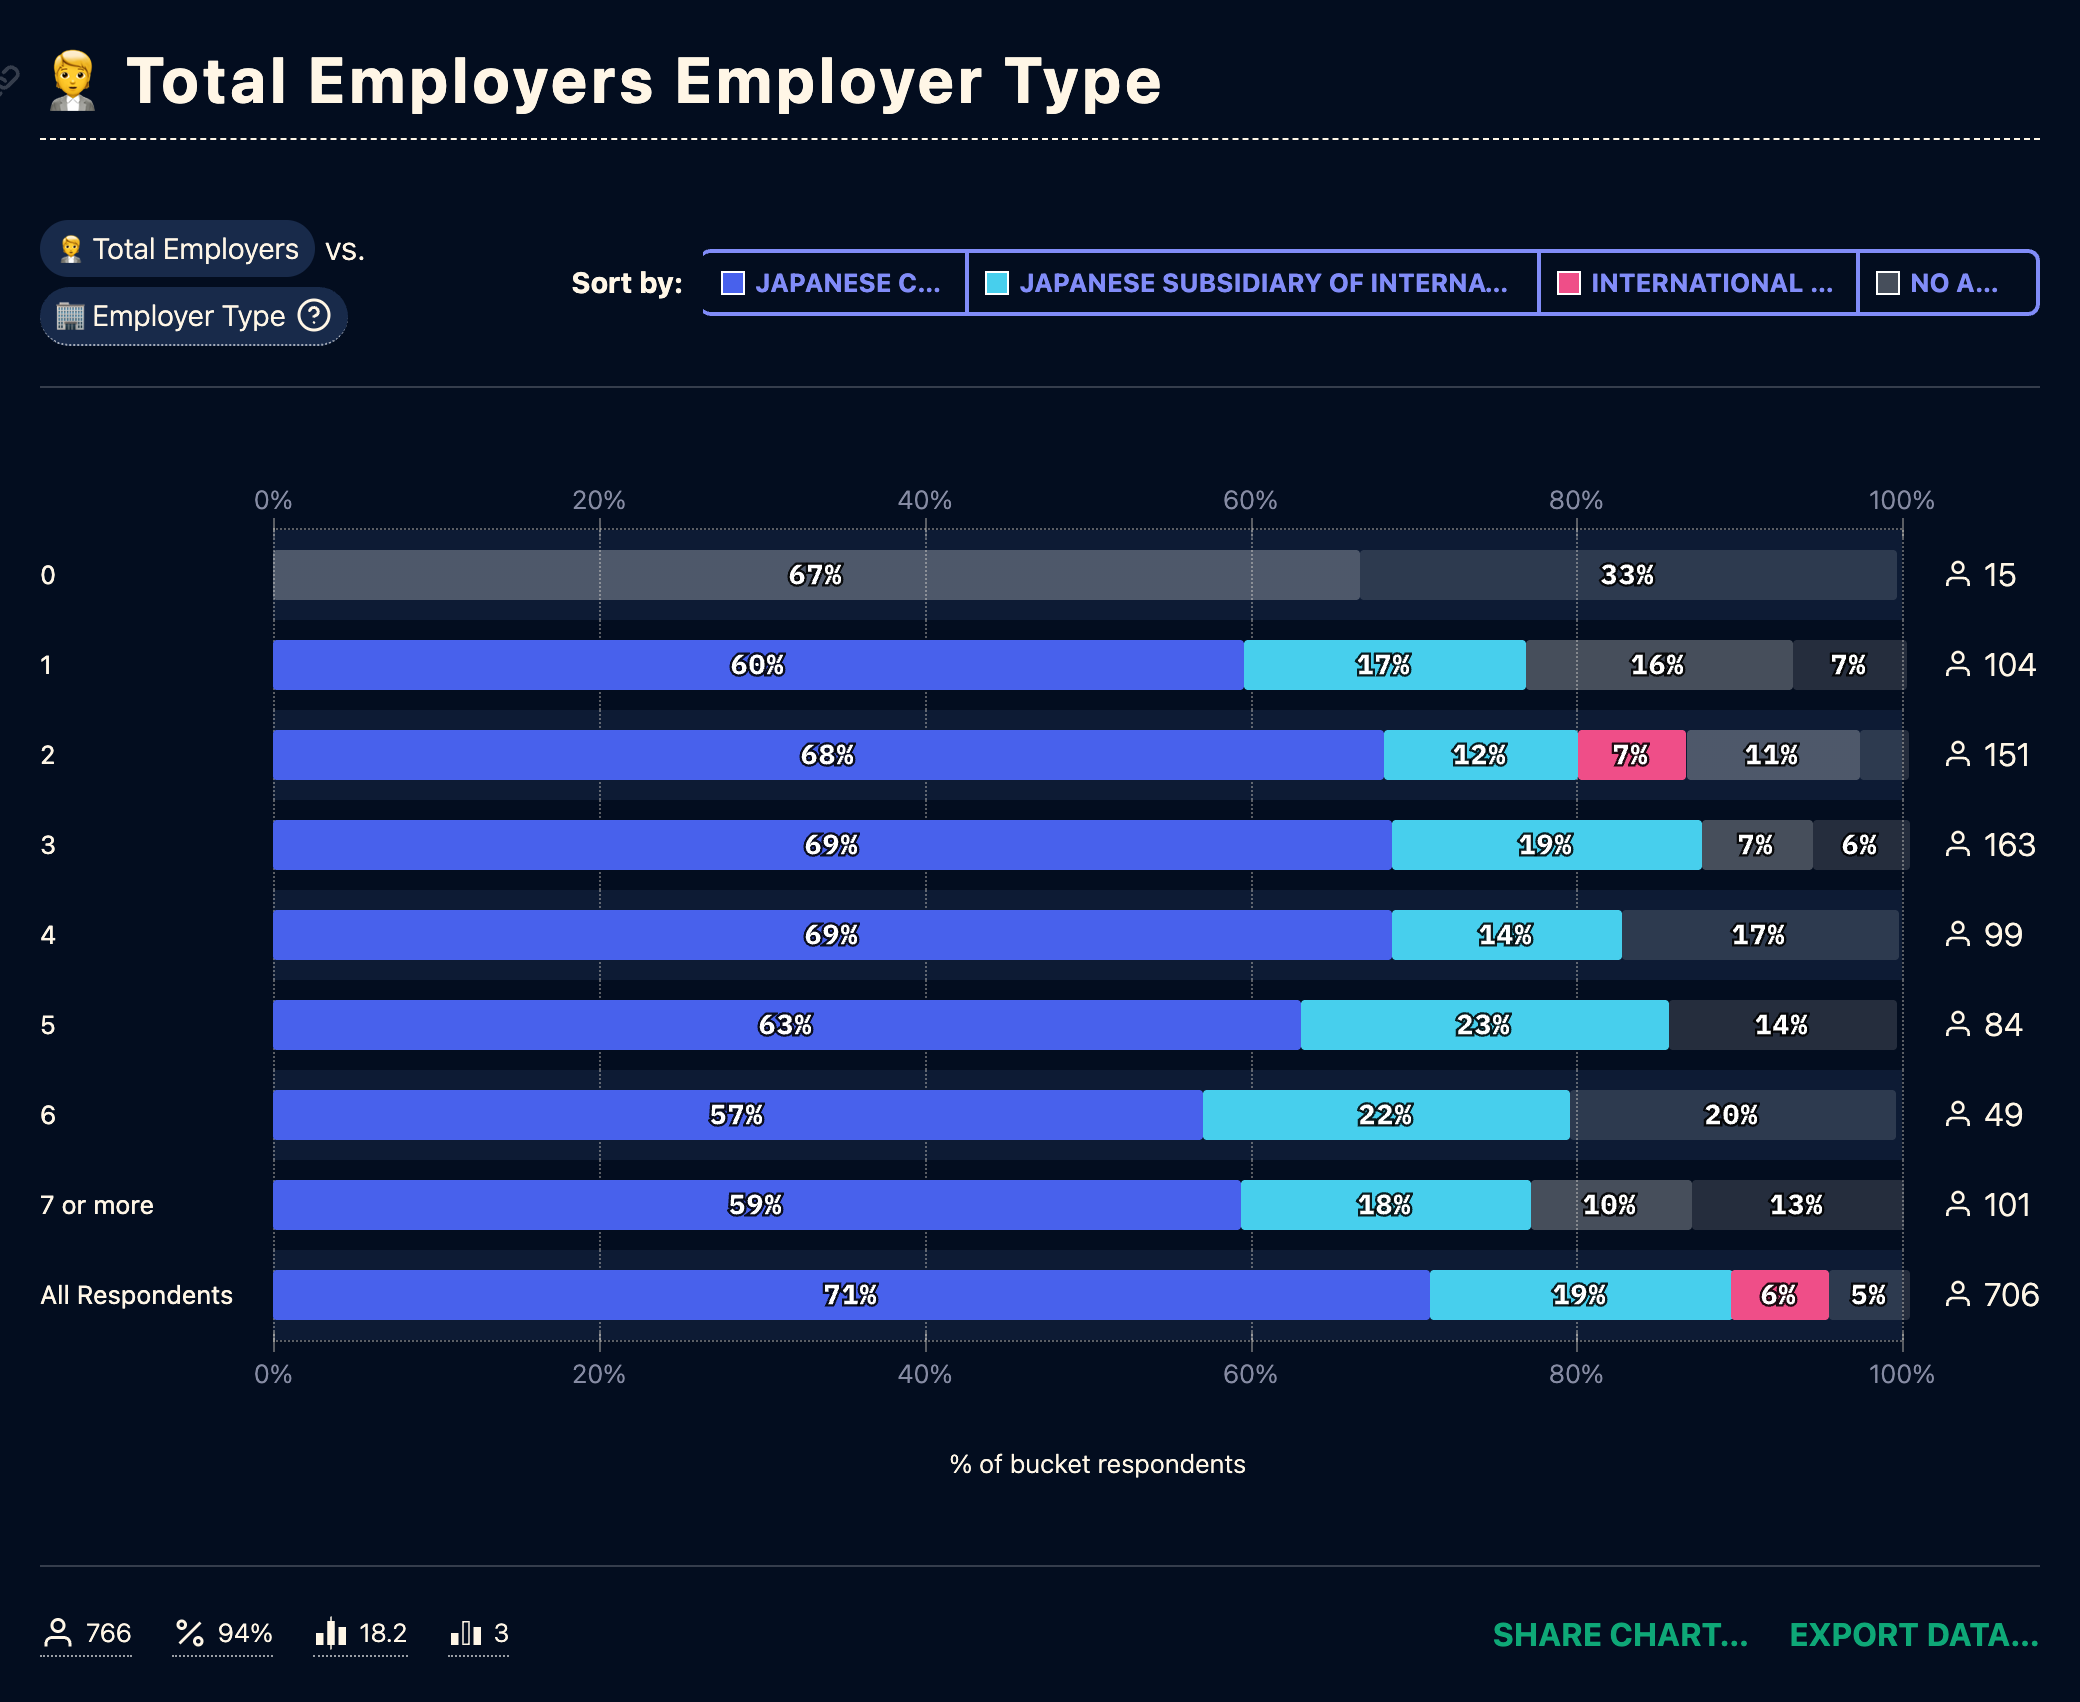 Total Employers Employer Type
Total Employers vs.
Employer Type ?
Sort by: JAPANESE C... JAPANESE SUBSIDIARY OF INTERNA... INTERNATIONAL ... NO A...
0% 20% 40% 60% 80% 100%
0 67% 33% 15
1 60% 17% 16% 7% 104
2 68% 12% 7% 11% 151
3 69% 19% 7% 6% 163
4 69% 14% 17% 99
5 63% 23% 14% 84
6 57% 22% 20% 49
7 or more 59% 18% 10% 13% 101
All Respondents 71% 19% 6% 5% 706
0% 20% 40% 60% 80% 100%
% of bucket respondents
766 % 94% 18.2 3 SHARE CHART... EXPORT DATA...